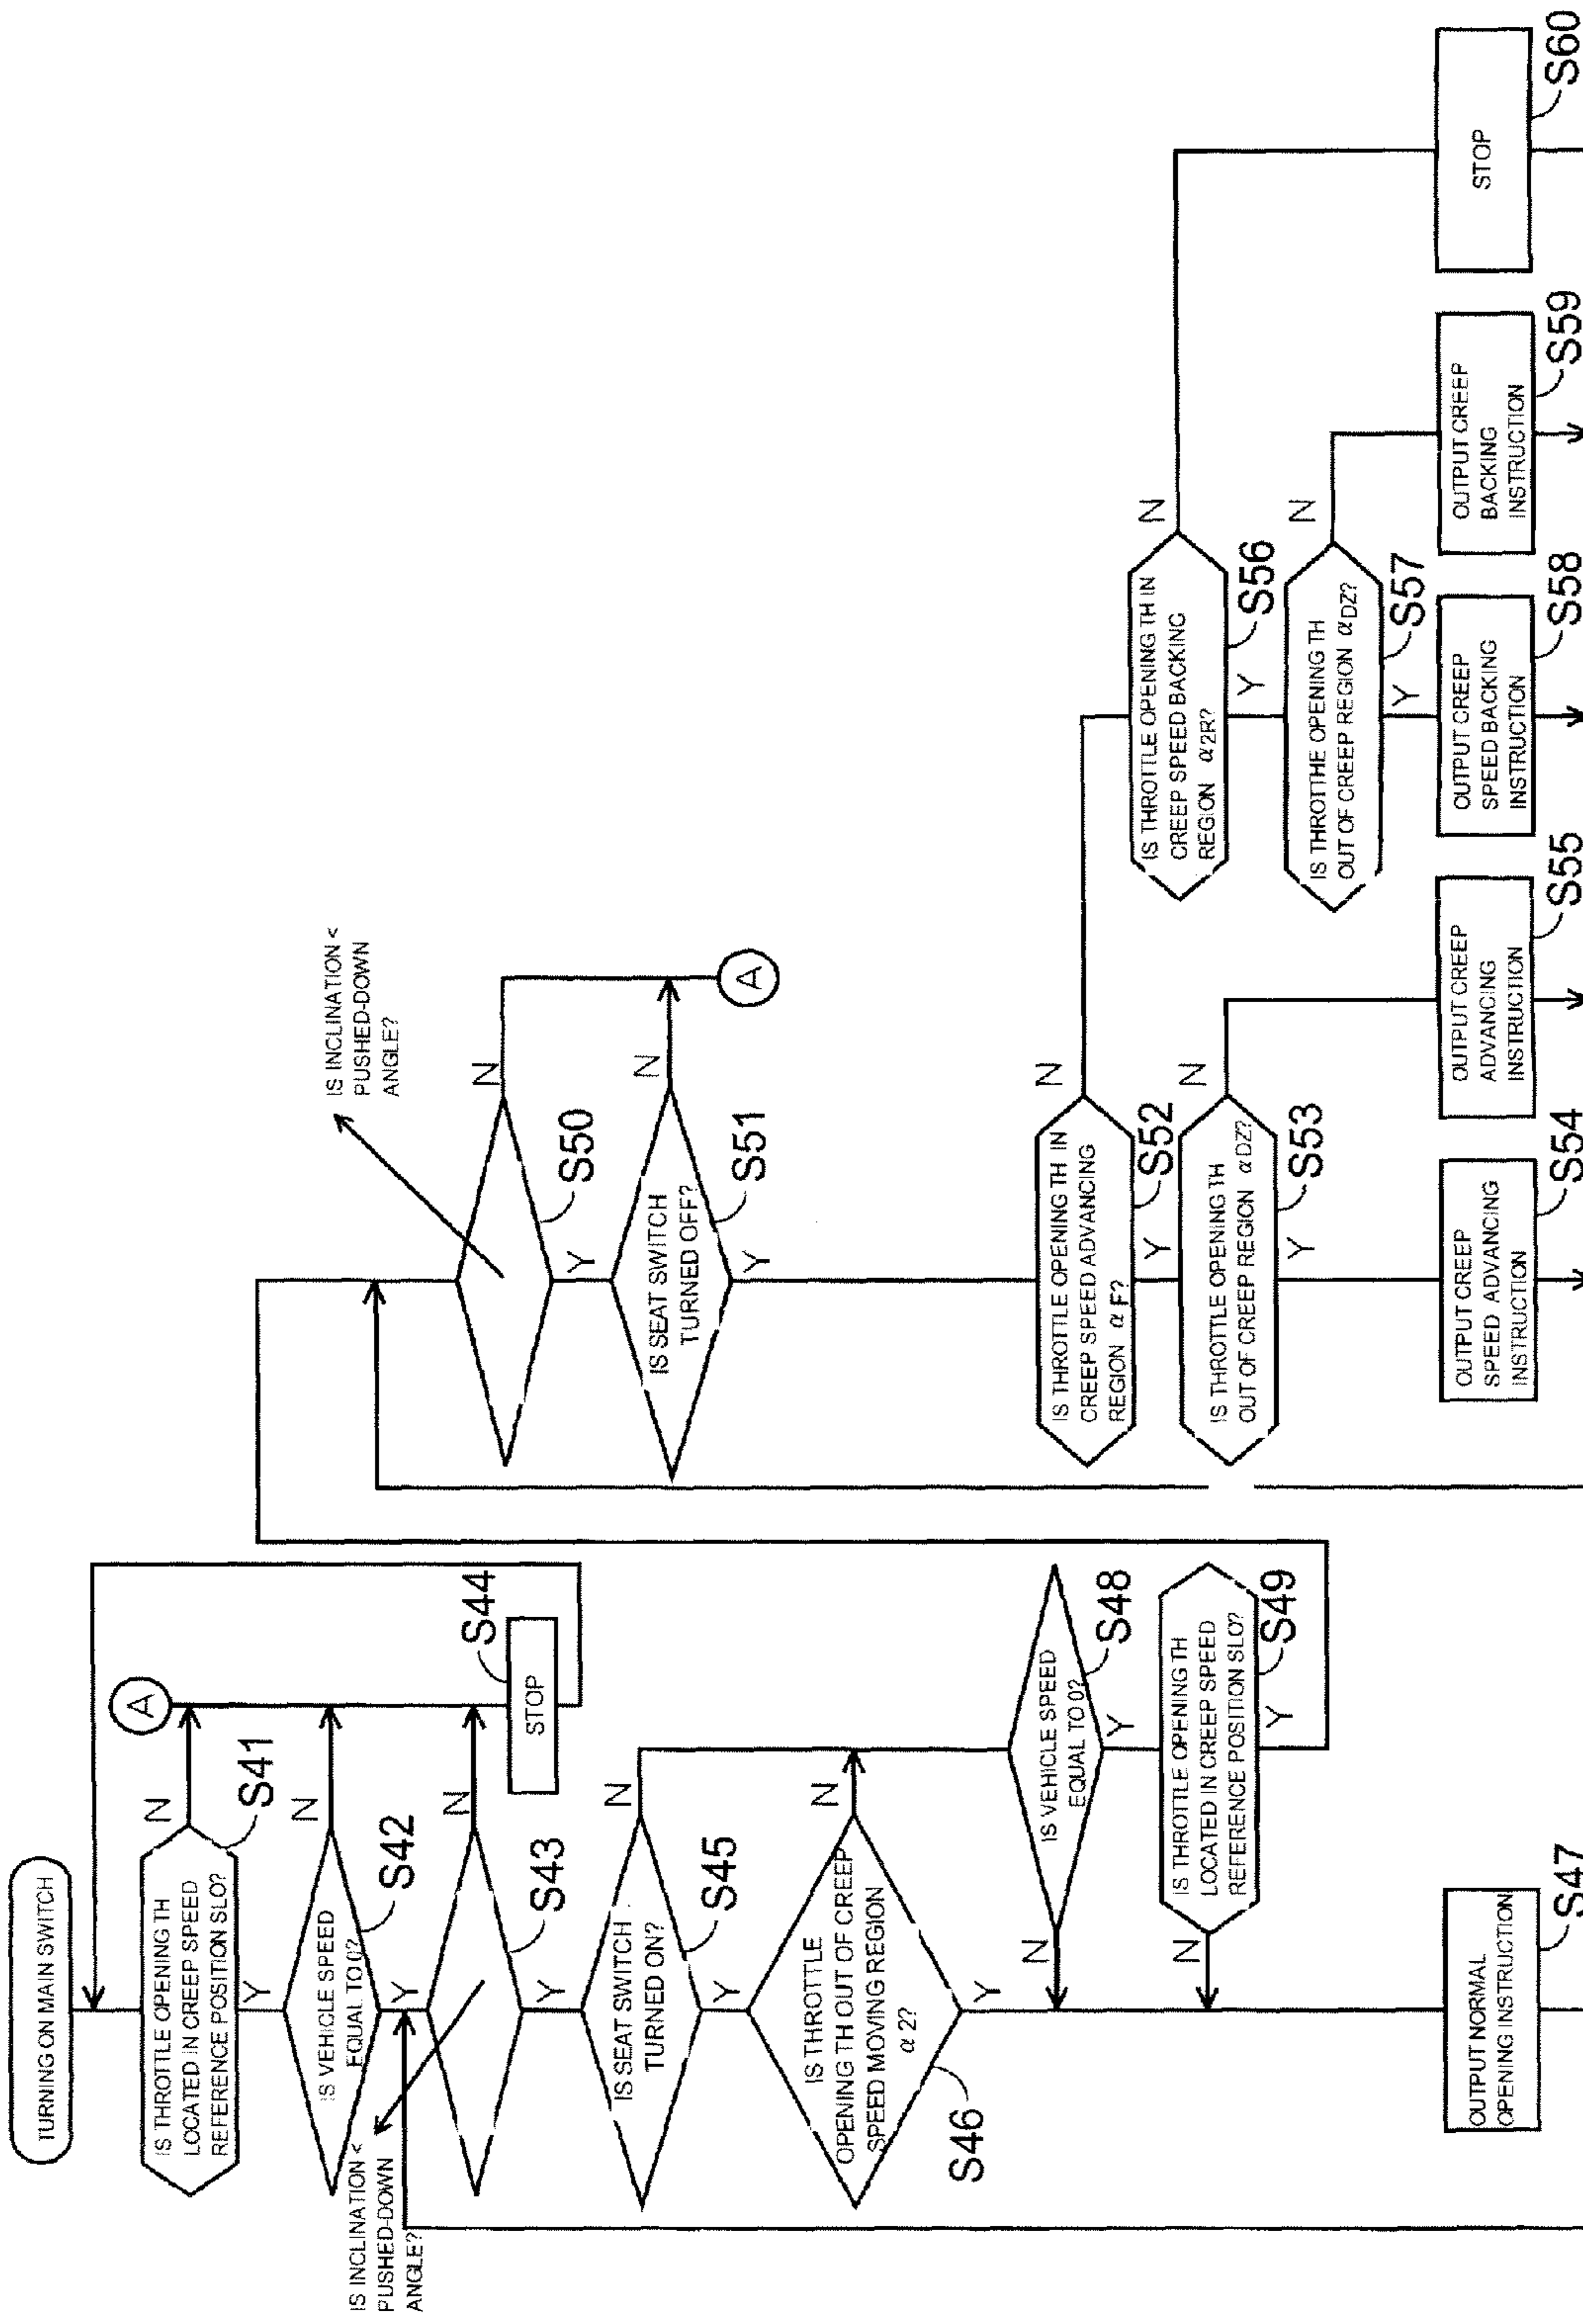 TURNING ON MAIN SWITCH
IS THROTTLE OPENING TH
LOCATED IN CREEP SPEED
REFERENCE POSITION SL0?
S41
N
Y
A
IS VEHICLE SPEED
EQUAL TO 0?
S42
N
Y
IS INCLINATION <
PUSHED-DOWN
ANGLE?
S43
N
Y
STOP
S44
IS SEAT SWITCH
TURNED ON?
S45
N
Y
IS THROTTLE
OPENING TH OUT OF CREEP
SPEED MOVING REGION
α 2?
S46
N
Y
IS VEHICLE SPEED
EQUAL TO 0?
S48
N
Y
IS THROTTLE OPENING TH
LOCATED IN CREEP SPEED
REFERENCE POSITION SL0?
S49
N
Y
OUTPUT NORMAL
OPENING INSTRUCTION
S47
IS INCLINATION <
PUSHED-DOWN
ANGLE?
S50
N
Y
IS SEAT SWITCH
TURNED OFF?
S51
N
Y
A
IS THROTTLE OPENING TH IN
CREEP SPEED ADVANCING
REGION α F?
S52
N
Y
IS THROTTLE OPENING TH
OUT OF CREEP REGION α DZ?
S53
N
Y
OUTPUT CREEP
SPEED ADVANCING
INSTRUCTION
S54
OUTPUT CREEP
ADVANCING
INSTRUCTION
S55
IS THROTTLE OPENING TH IN
CREEP SPEED BACKING
REGION α2R?
S56
N
Y
IS THROTTHE OPENING TH
OUT OF CREEP REGION α DZ?
S57
N
Y
OUTPUT CREEP
SPEED BACKING
INSTRUCTION
S58
OUTPUT CREEP
BACKING
INSTRUCTION
S59
STOP
S60